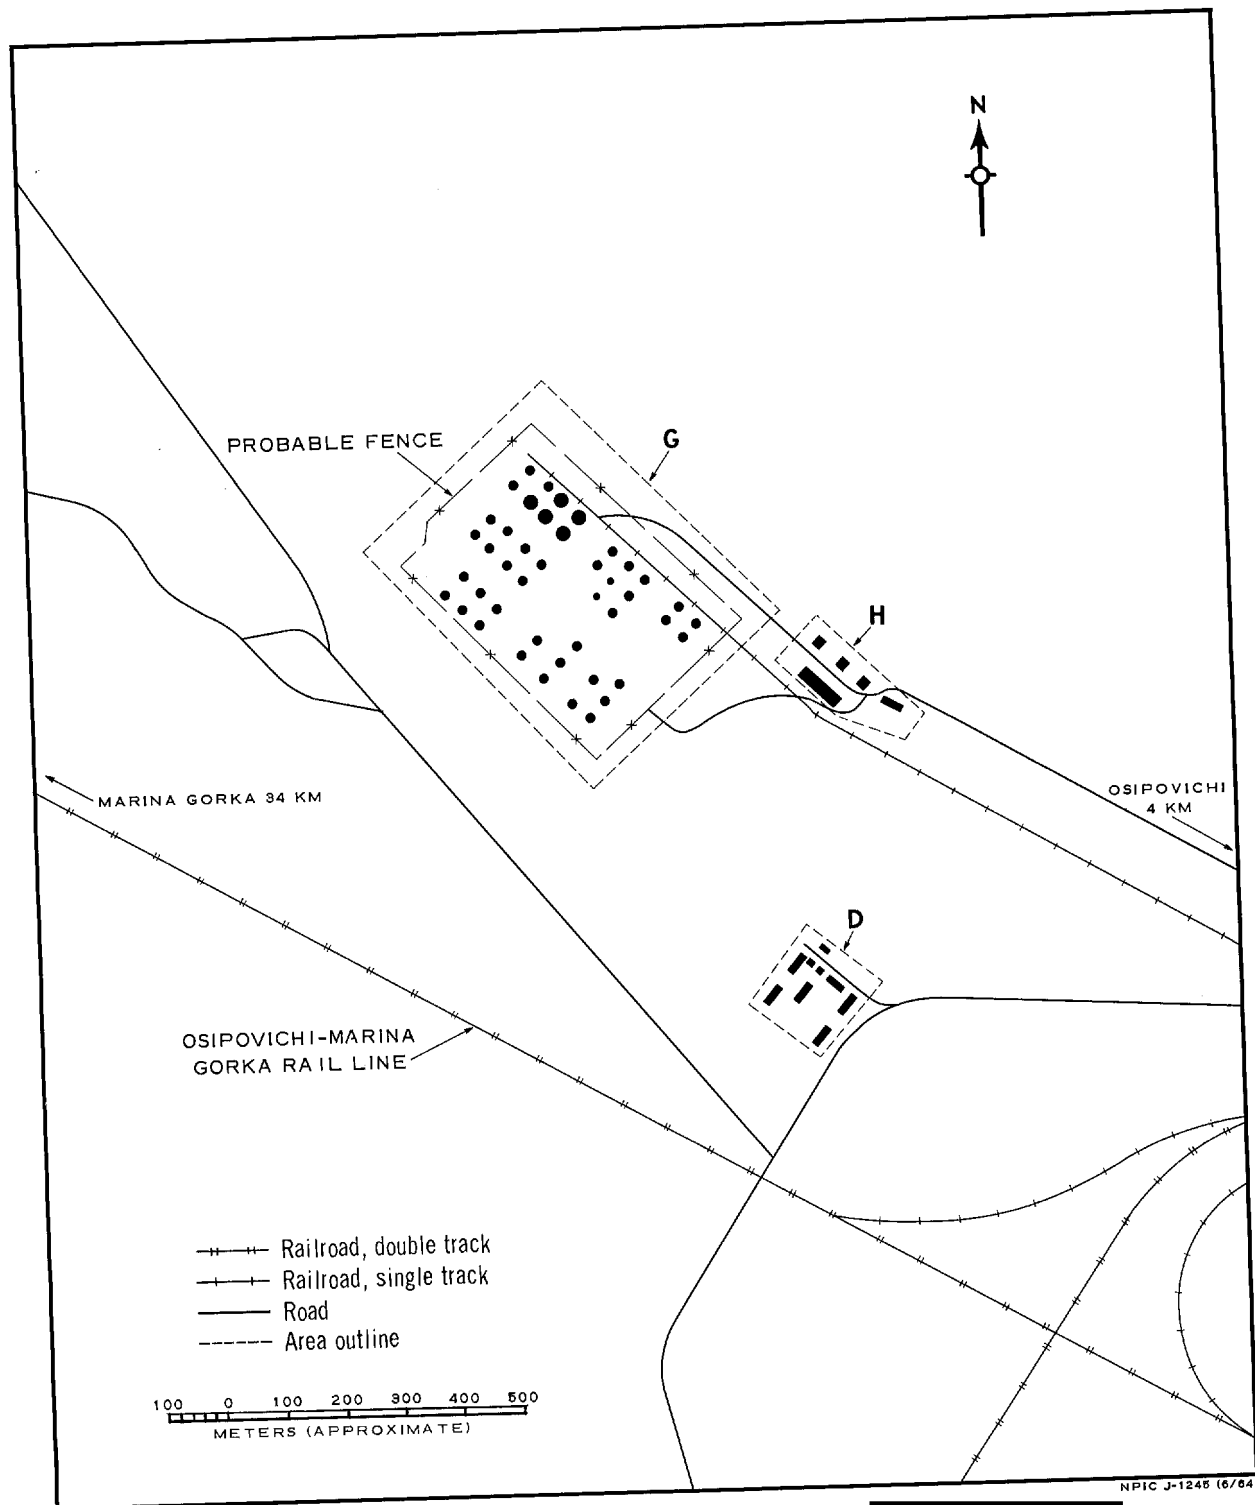 N
PROBABLE FENCE
G
H
MARINA GORKA 34 KM
OSIPOVICHI
4 KM
D
OSIPOVICHI-MARINA
GORKA RAIL LINE
Railroad, double track
Railroad, single track
Road
Area outline
100 0 100 200 300 400 500
METERS (APPROXIMATE)
NPIC J-1245 (6/64